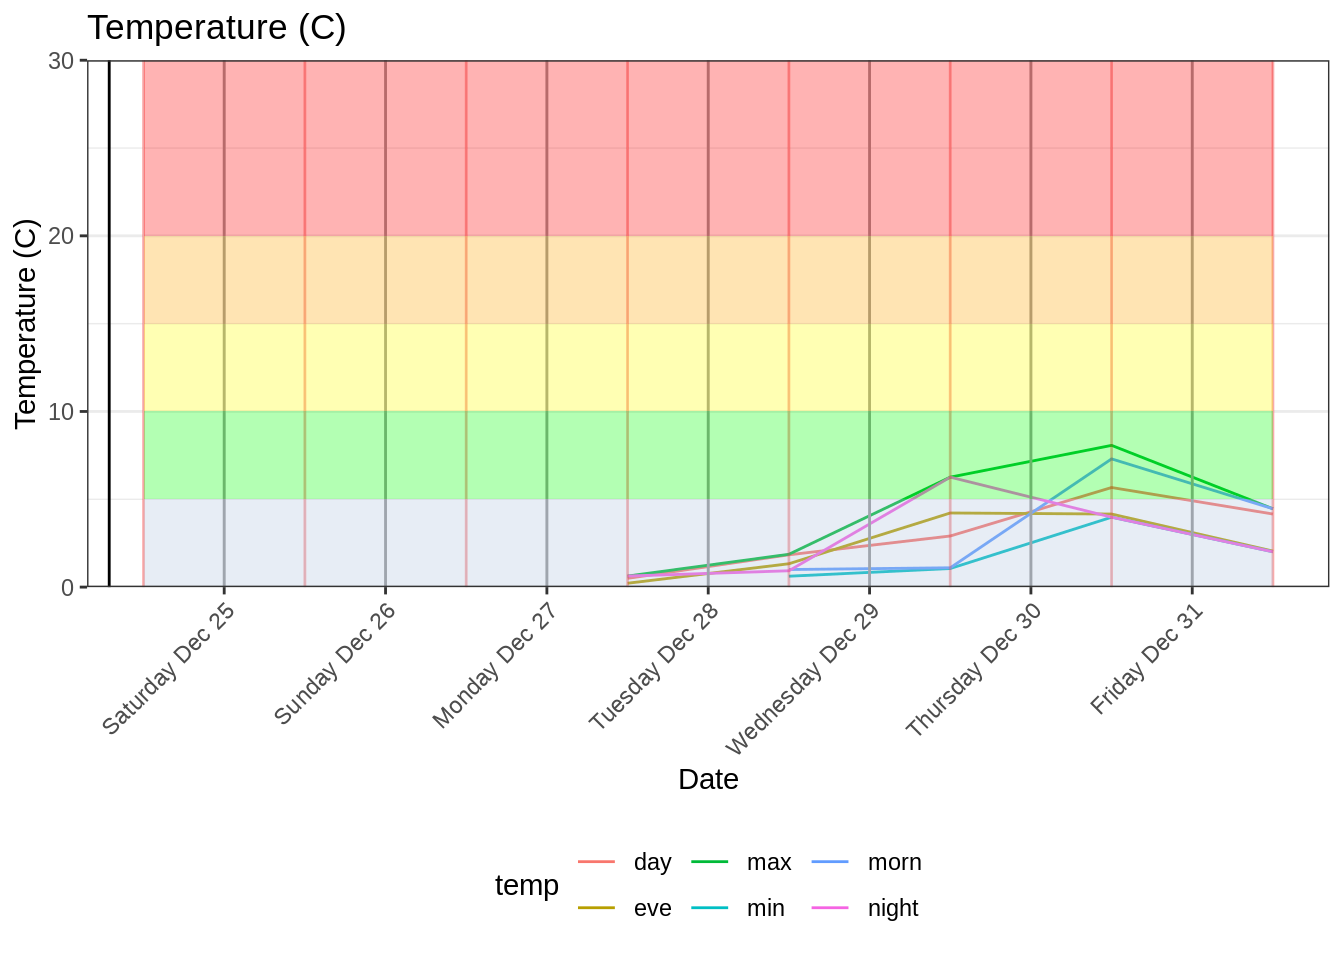 Temperature (C)
Temperature (C)
30
20
10
0
Saturday Dec 25
Sunday Dec 26
Monday Dec 27
Tuesday Dec 28
Wednesday Dec 29
Thursday Dec 30
Friday Dec 31
Date
temp
day
max
morn
eve
min
night